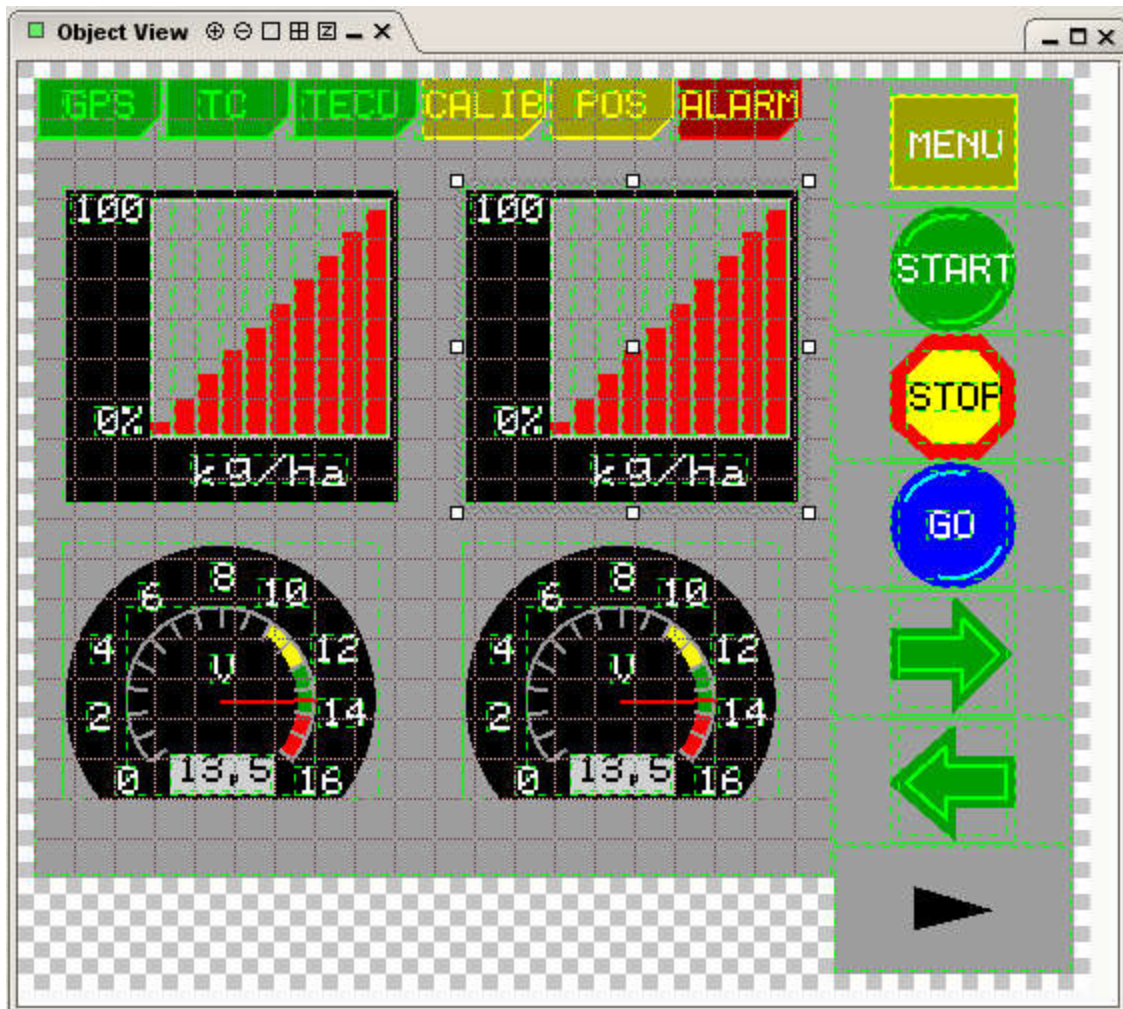 Object View
GPS TC TECU CALIB POS ALARM
MENU
100 100
START
0% 0%
STOP
kg/ha kg/ha
GO
8 8
6 10 6 10
4 12 4 12
V V
2 14 2 14
0 13,5 16 0 13,5 16